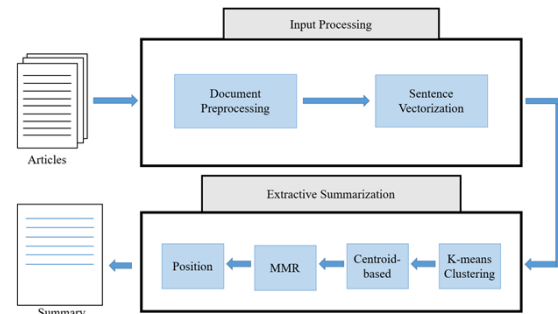 Input Processing
Document
Preprocessing
Sentence
Vectorization
Articles
Extractive Summarization
Position
MMR
Centroid-
based
K-means
Clustering
Summary